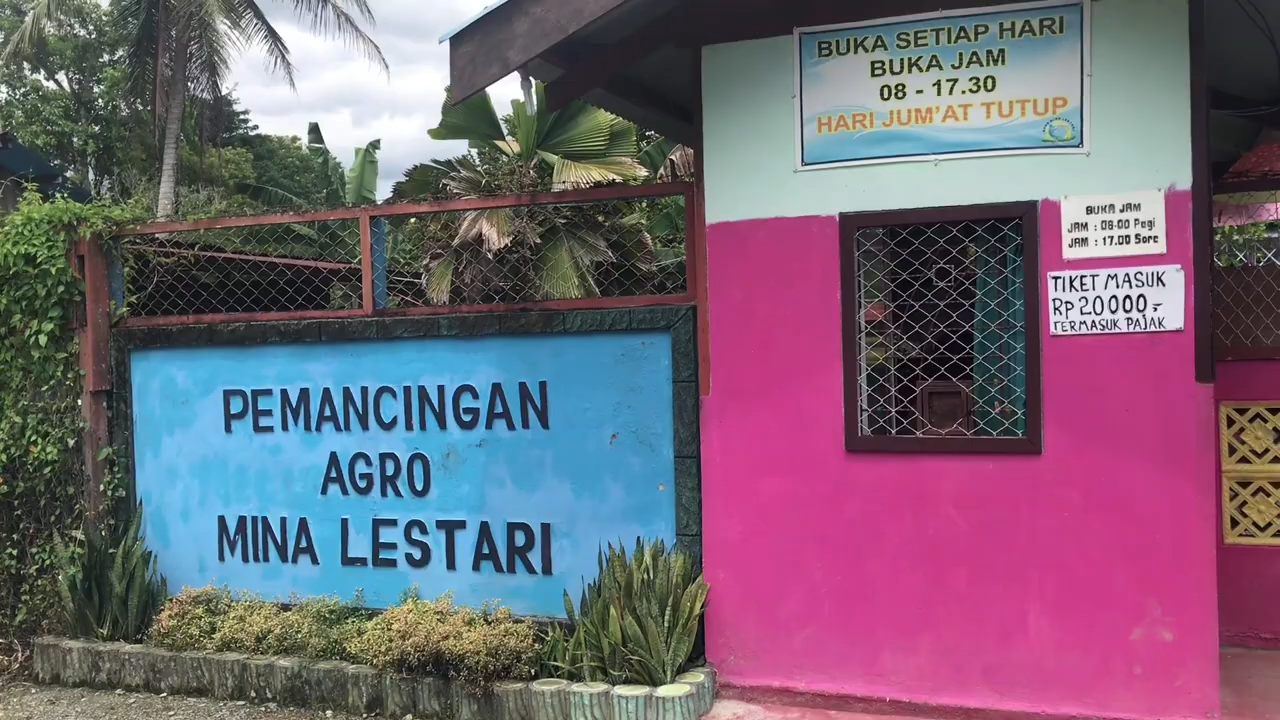 PEMANCINGAN
AGRO
MINA LESTARI
BUKA SETIAP HARI
BUKA JAM
08 - 17.30
HARI JUM'AT TUTUP
BUKA JAM
JAM : 08.00 Pagi
JAM : 17.00 Sore
TIKET MASUK
RP 20000,-
TERMASUK PAJAK